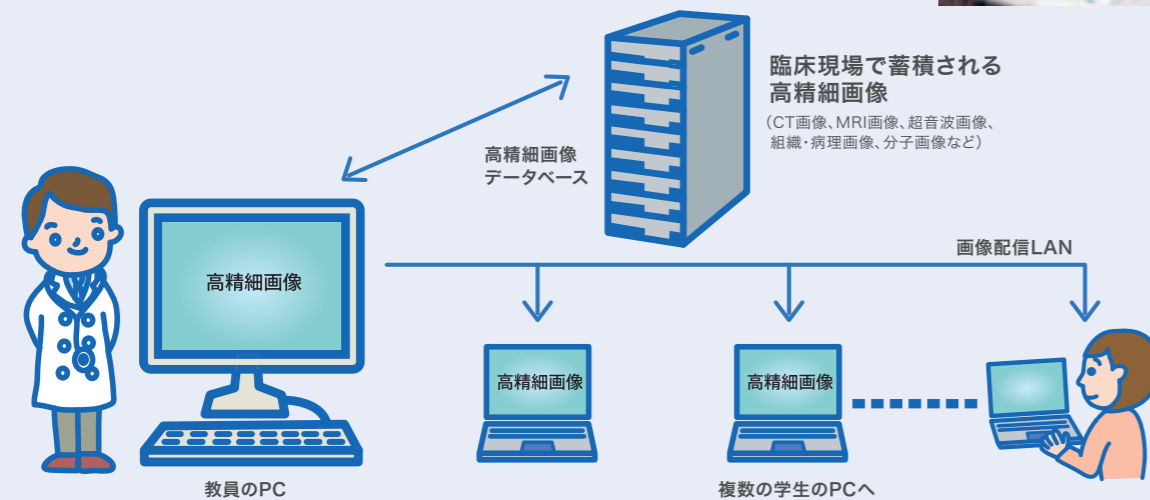 臨床現場で蓄積される
高精細画像
（CT画像、MRI画像、超音波画像、
組織・病理画像、分子画像など）
高精細画像
データベース
画像配信LAN
高精細画像
高精細画像
高精細画像
教員のPC
複数の学生のPCへ